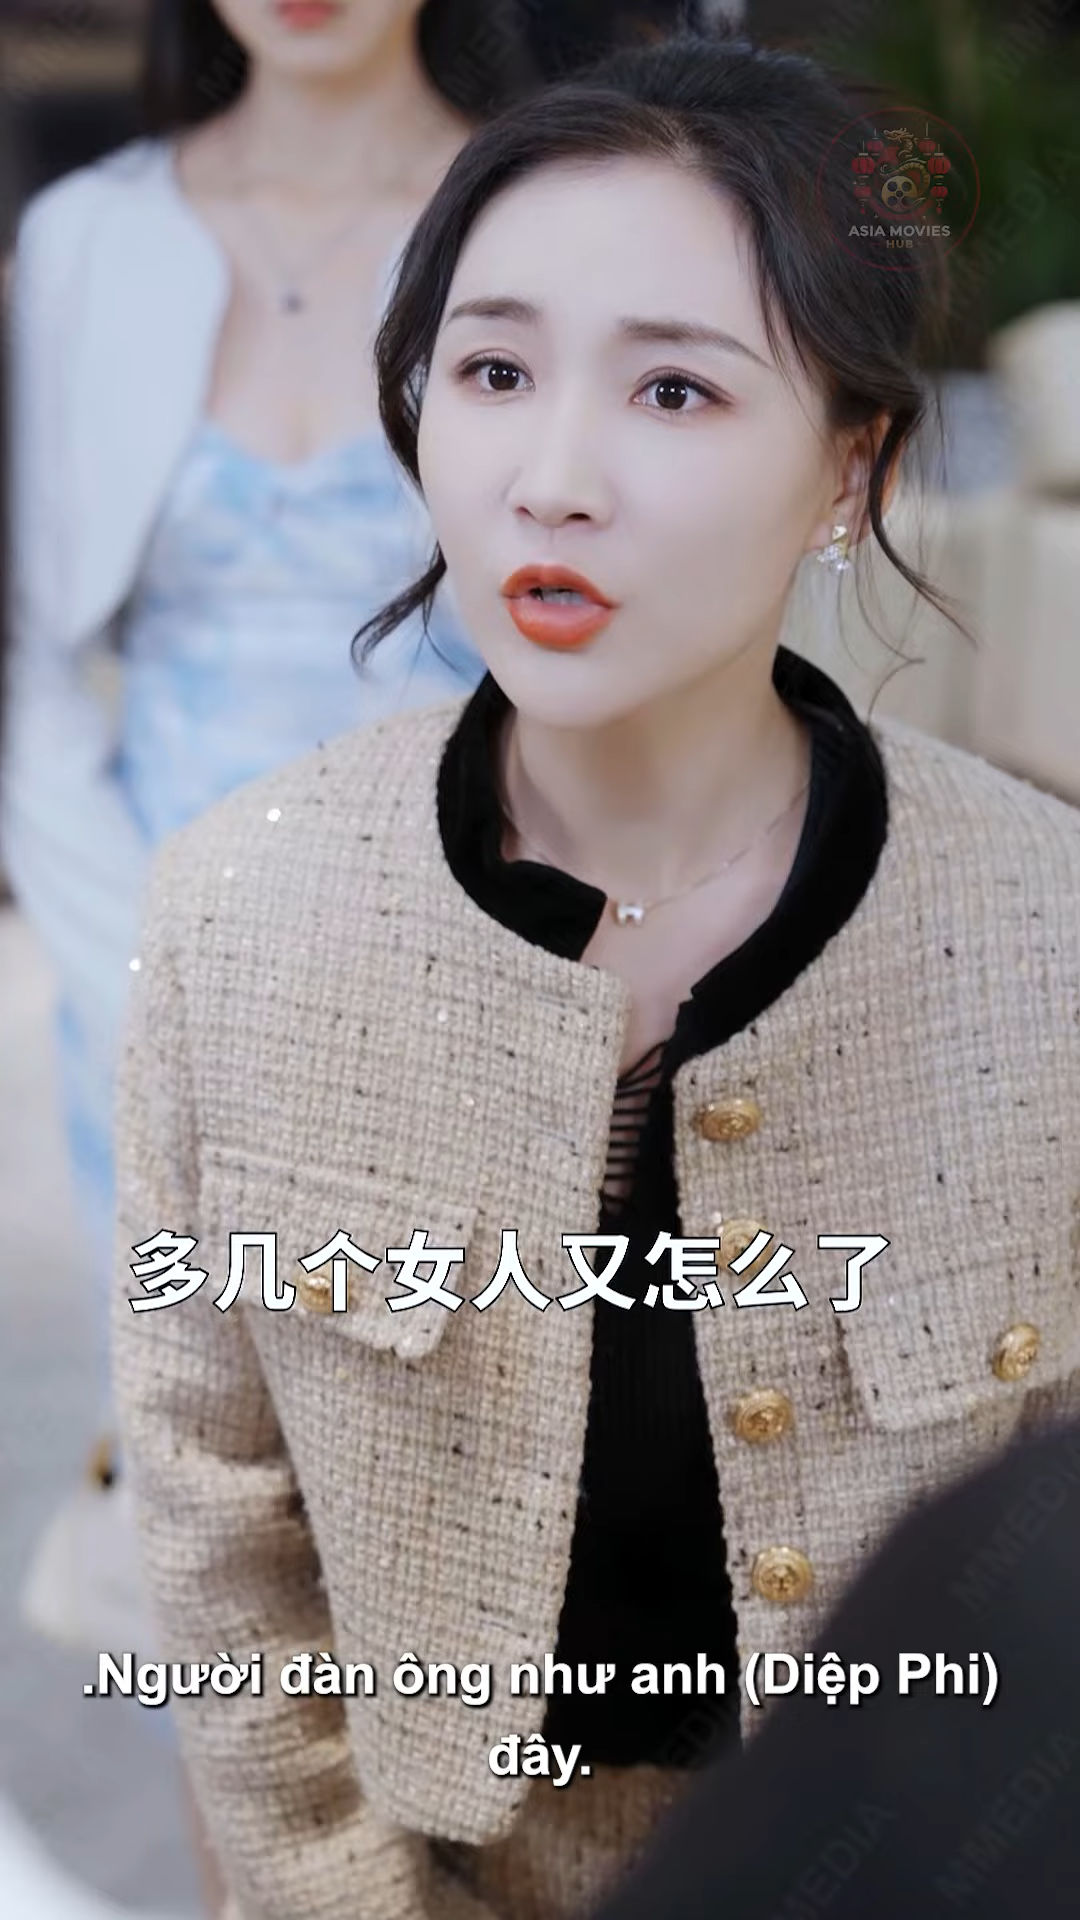 ASIA MOVIES
HUB
多几个女人又怎么了
.Người đàn ông như anh (Diệp Phi)
đây.
MMEDIA